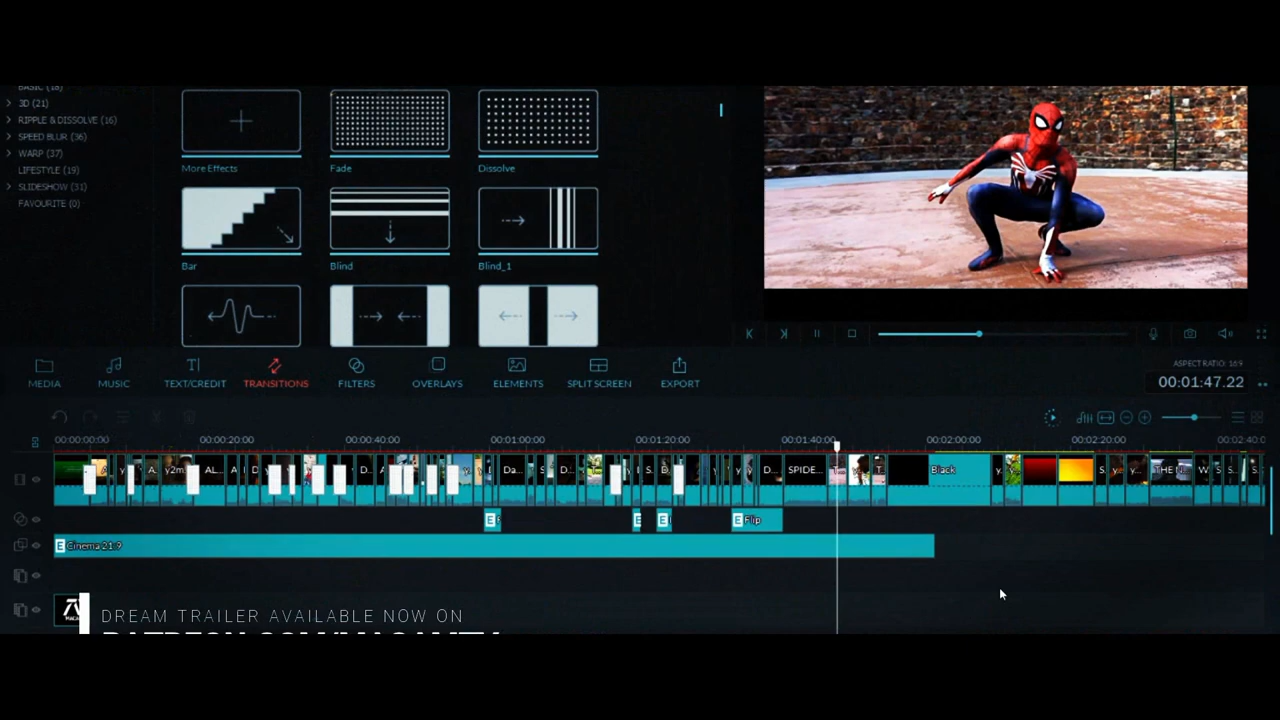 BASIC (18)
3D (21)
RIPPLE & DISSOLVE (16)
SPEED BLUR (36)
WARP (37)
LIFESTYLE (19)
SLIDESHOW (31)
FAVOURITE (0)
More Effects
Fade
Dissolve
Bar
Blind
Blind_1
MEDIA
MUSIC
TEXT/CREDIT
TRANSITIONS
FILTERS
OVERLAYS
ELEMENTS
SPLIT SCREEN
EXPORT
ASPECT RATIO: 16:9
00:01:47.22
00:00:00:00
00:00:20:00
00:00:40:00
00:01:00:00
00:01:20:00
00:01:40:00
00:02:00:00
00:02:20:00
00:02:40:0
y2m
AL...
A
D
D..
Da...
S
D..
S.
B.
D...
SPIDE...
T..
Black
y.
S.
y...
THE N
W
S
S.
E
E
E
E Flip
E Cinema 21:9
DREAM TRAILER AVAILABLE NOW ON